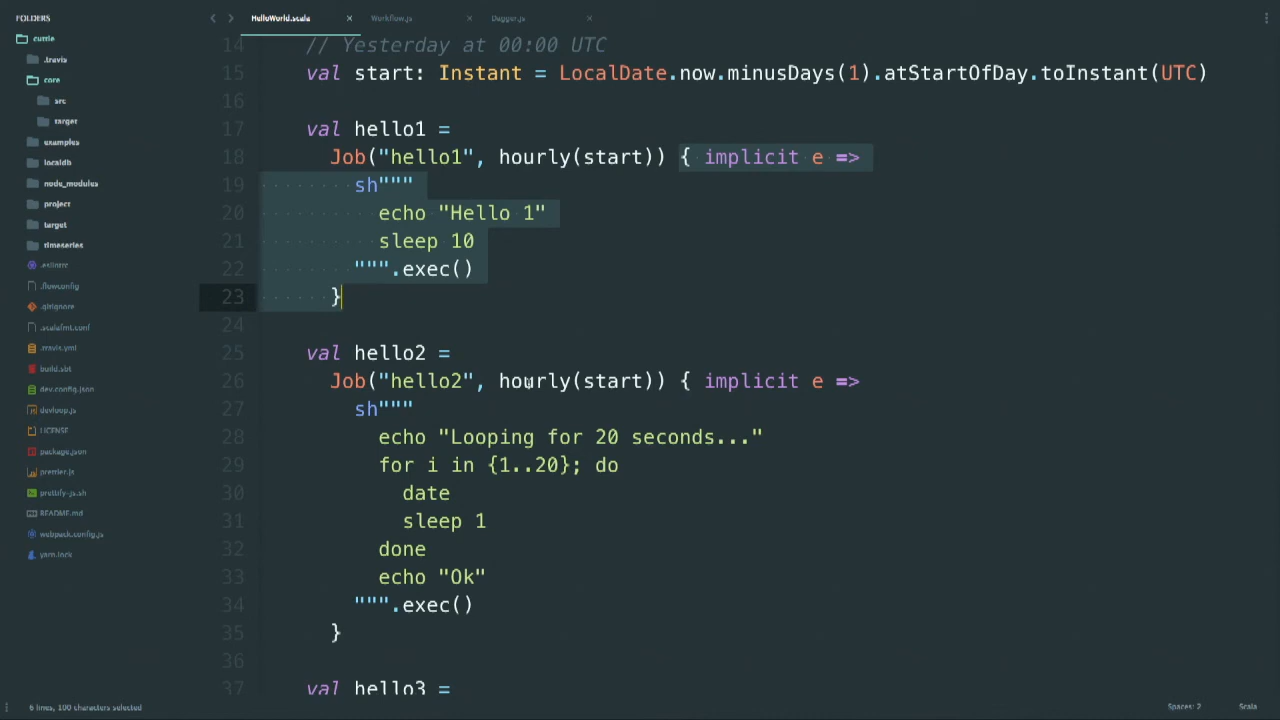 FOLDERS
cuttle
.travis
core
src
target
examples
localdb
node_modules
project
target
timeseries
.eslintrc
.flowconfig
.gitignore
.scalafmt.conf
.travis.yml
build.sbt
dev.config.json
devloop.js
LICENSE
package.json
prettier.js
prettify-js.sh
README.md
webpack.config.js
yarn.lock
HelloWorld.scala × Workflow.js × Dagger.js ×
14 // Yesterday at 00:00 UTC
15 val start: Instant = LocalDate.now.minusDays(1).atStartOfDay.toInstant(UTC)
16
17 val hello1 =
18 Job("hello1", hourly(start)) { implicit e =>
19 sh"""
20 echo "Hello 1"
21 sleep 10
22 """.exec()
23 }
24
25 val hello2 =
26 Job("hello2", hourly(start)) { implicit e =>
27 sh"""
28 echo "Looping for 20 seconds..."
29 for i in {1..20}; do
30 date
31 sleep 1
32 done
33 echo "Ok"
34 """.exec()
35 }
36
37 val hello3 =
6 lines, 100 characters selected
Spaces: 2 Scala